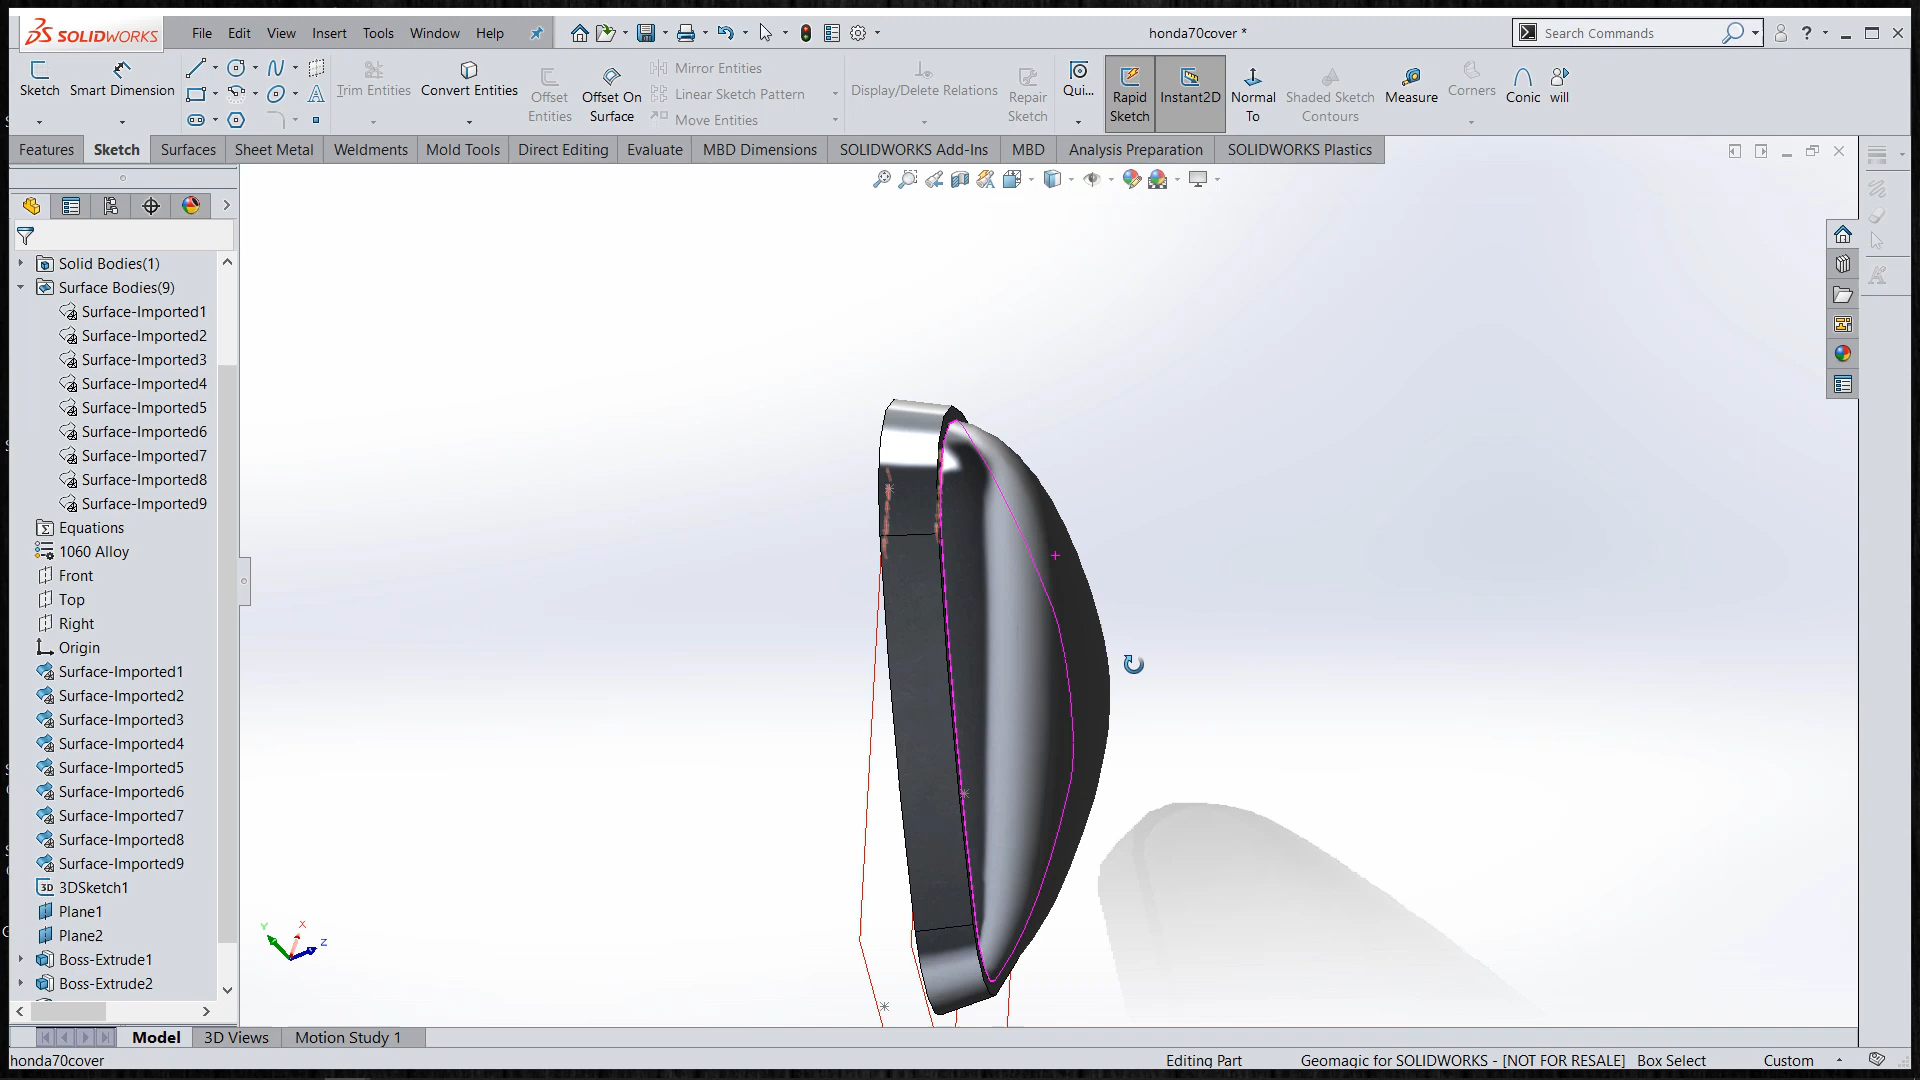 SOLIDWORKS
File Edit View Insert Tools Window Help
honda70cover *
Search Commands
Sketch
Smart Dimension
Trim Entities
Convert Entities
Offset Entities
Offset On Surface
Mirror Entities
Linear Sketch Pattern
Move Entities
Display/Delete Relations
Repair Sketch
Qui...
Rapid Sketch
Instant2D
Normal To
Shaded Sketch Contours
Measure
Corners
Conic
will
Features Sketch Surfaces Sheet Metal Weldments Mold Tools Direct Editing Evaluate MBD Dimensions SOLIDWORKS Add-Ins MBD Analysis Preparation SOLIDWORKS Plastics
Solid Bodies(1)
Surface Bodies(9)
Surface-Imported1
Surface-Imported2
Surface-Imported3
Surface-Imported4
Surface-Imported5
Surface-Imported6
Surface-Imported7
Surface-Imported8
Surface-Imported9
Equations
1060 Alloy
Front
Top
Right
Origin
Surface-Imported1
Surface-Imported2
Surface-Imported3
Surface-Imported4
Surface-Imported5
Surface-Imported6
Surface-Imported7
Surface-Imported8
Surface-Imported9
3D 3DSketch1
Plane1
Plane2
Boss-Extrude1
Boss-Extrude2
Y X Z
Model 3D Views Motion Study 1
honda70cover
Editing Part
Geomagic for SOLIDWORKS - [NOT FOR RESALE]
Box Select
Custom